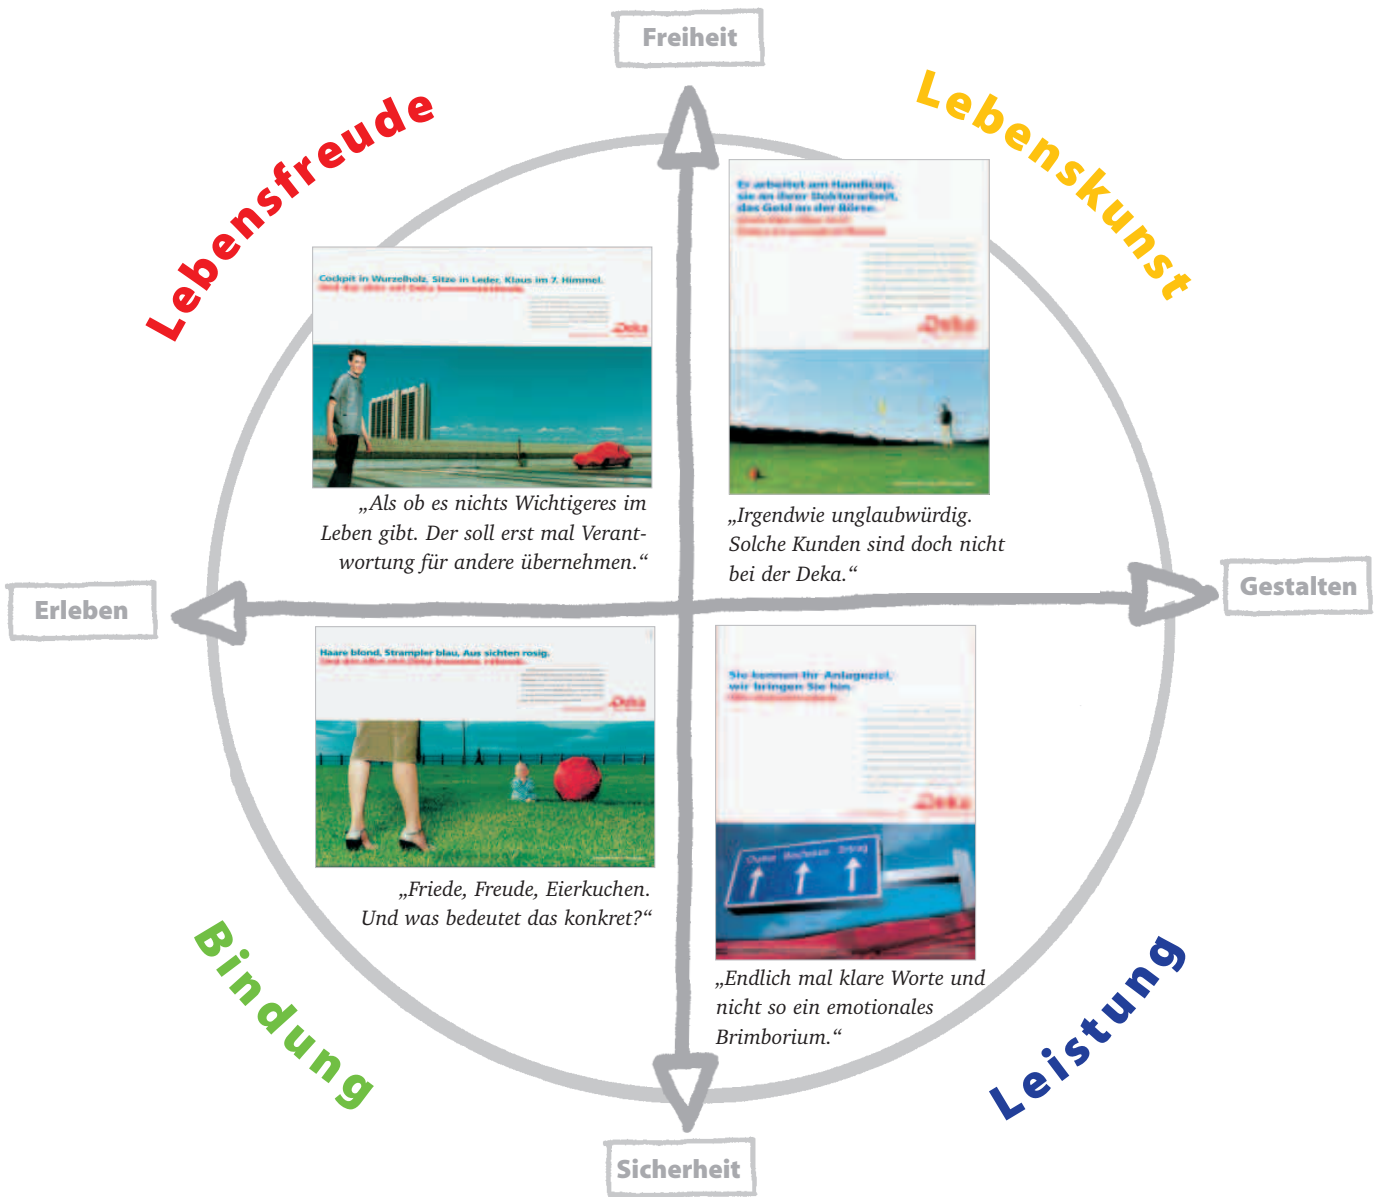 Freiheit
Lebensfreude
Lebenskunst
Er arbeitet am Handicap,
sie an ihrer Doktorarbeit,
das Geld an der Börse.
Deka
Cockpit in Wurzelholz, Sitze in Leder, Klaus im 7. Himmel.
Deka
„Als ob es nichts Wichtigeres im
Leben gibt. Der soll erst mal Verant-
wortung für andere übernehmen.“
„Irgendwie unglaubwürdig.
Solche Kunden sind doch nicht
bei der Deka.“
Erleben
Gestalten
Haare blond, Strampler blau, Aus sichten rosig.
Deka
Sie kennen Ihr Anlageziel,
wir bringen Sie hin.
Deka
Chance Wachstum Ertrag
„Friede, Freude, Eierkuchen.
Und was bedeutet das konkret?“
„Endlich mal klare Worte und
nicht so ein emotionales
Brimborium.“
Bindung
Leistung
Sicherheit